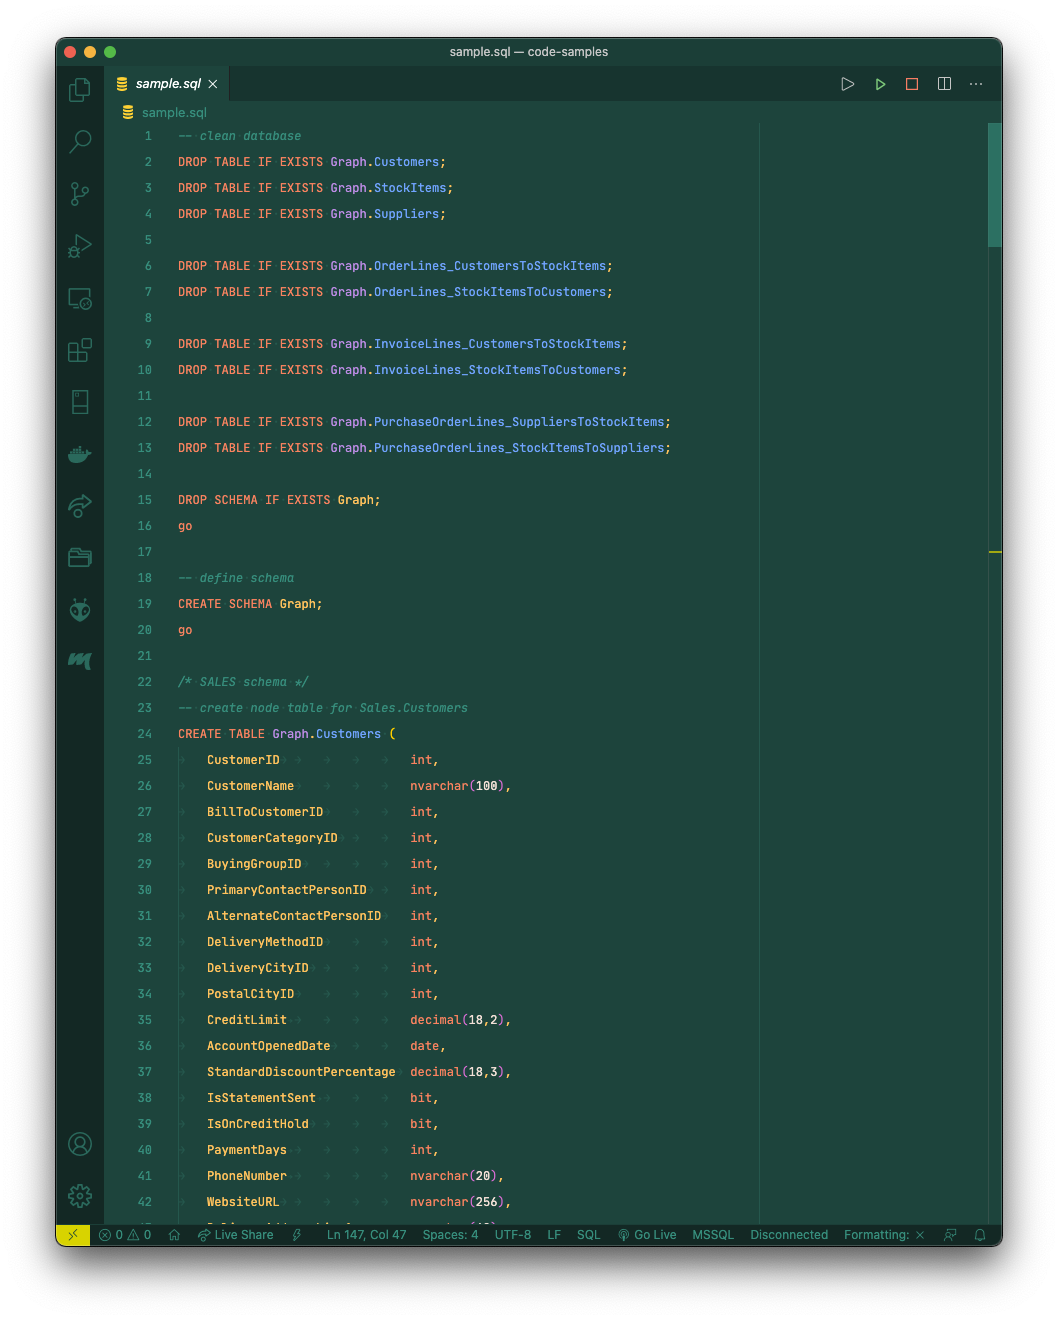 sample.sql — code-samples
sample.sql
sample.sql
1 -- clean database
2 DROP TABLE IF EXISTS Graph.Customers;
3 DROP TABLE IF EXISTS Graph.StockItems;
4 DROP TABLE IF EXISTS Graph.Suppliers;
5
6 DROP TABLE IF EXISTS Graph.OrderLines_CustomersToStockItems;
7 DROP TABLE IF EXISTS Graph.OrderLines_StockItemsToCustomers;
8
9 DROP TABLE IF EXISTS Graph.InvoiceLines_CustomersToStockItems;
10 DROP TABLE IF EXISTS Graph.InvoiceLines_StockItemsToCustomers;
11
12 DROP TABLE IF EXISTS Graph.PurchaseOrderLines_SuppliersToStockItems;
13 DROP TABLE IF EXISTS Graph.PurchaseOrderLines_StockItemsToSuppliers;
14
15 DROP SCHEMA IF EXISTS Graph;
16 go
17
18 -- define schema
19 CREATE SCHEMA Graph;
20 go
21
22 /* SALES schema */
23 -- create node table for Sales.Customers
24 CREATE TABLE Graph.Customers (
25 CustomerID int,
26 CustomerName nvarchar(100),
27 BillToCustomerID int,
28 CustomerCategoryID int,
29 BuyingGroupID int,
30 PrimaryContactPersonID int,
31 AlternateContactPersonID int,
32 DeliveryMethodID int,
33 DeliveryCityID int,
34 PostalCityID int,
35 CreditLimit decimal(18,2),
36 AccountOpenedDate date,
37 StandardDiscountPercentage decimal(18,3),
38 IsStatementSent bit,
39 IsOnCreditHold bit,
40 PaymentDays int,
41 PhoneNumber nvarchar(20),
42 WebsiteURL nvarchar(256),
0 0 Live Share Ln 147, Col 47 Spaces: 4 UTF-8 LF SQL Go Live MSSQL Disconnected Formatting: ×